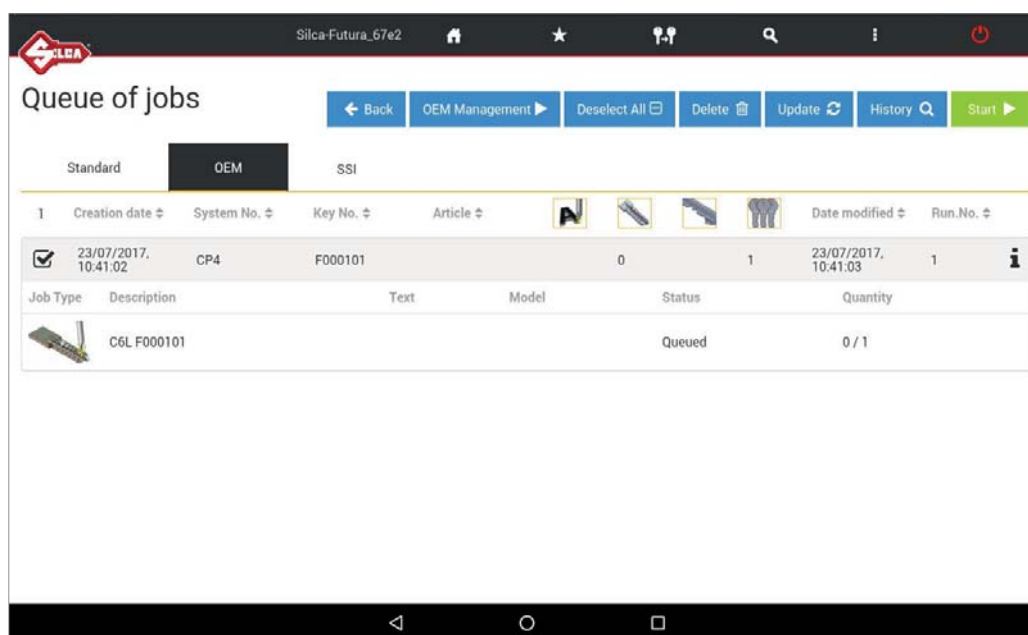 SILCA Silca-Futura_67e2
Queue of jobs
Back OEM Management Deselect All Delete Update History Start
Standard OEM SSI
1 Creation date System No. Key No. Article A Date modified Run.No.
23/07/2017, 10:41:02 CP4 F000101 0 1 23/07/2017, 10:41:03 1 i
Job Type Description Text Model Status Quantity
C6L F000101 Queued 0 / 1